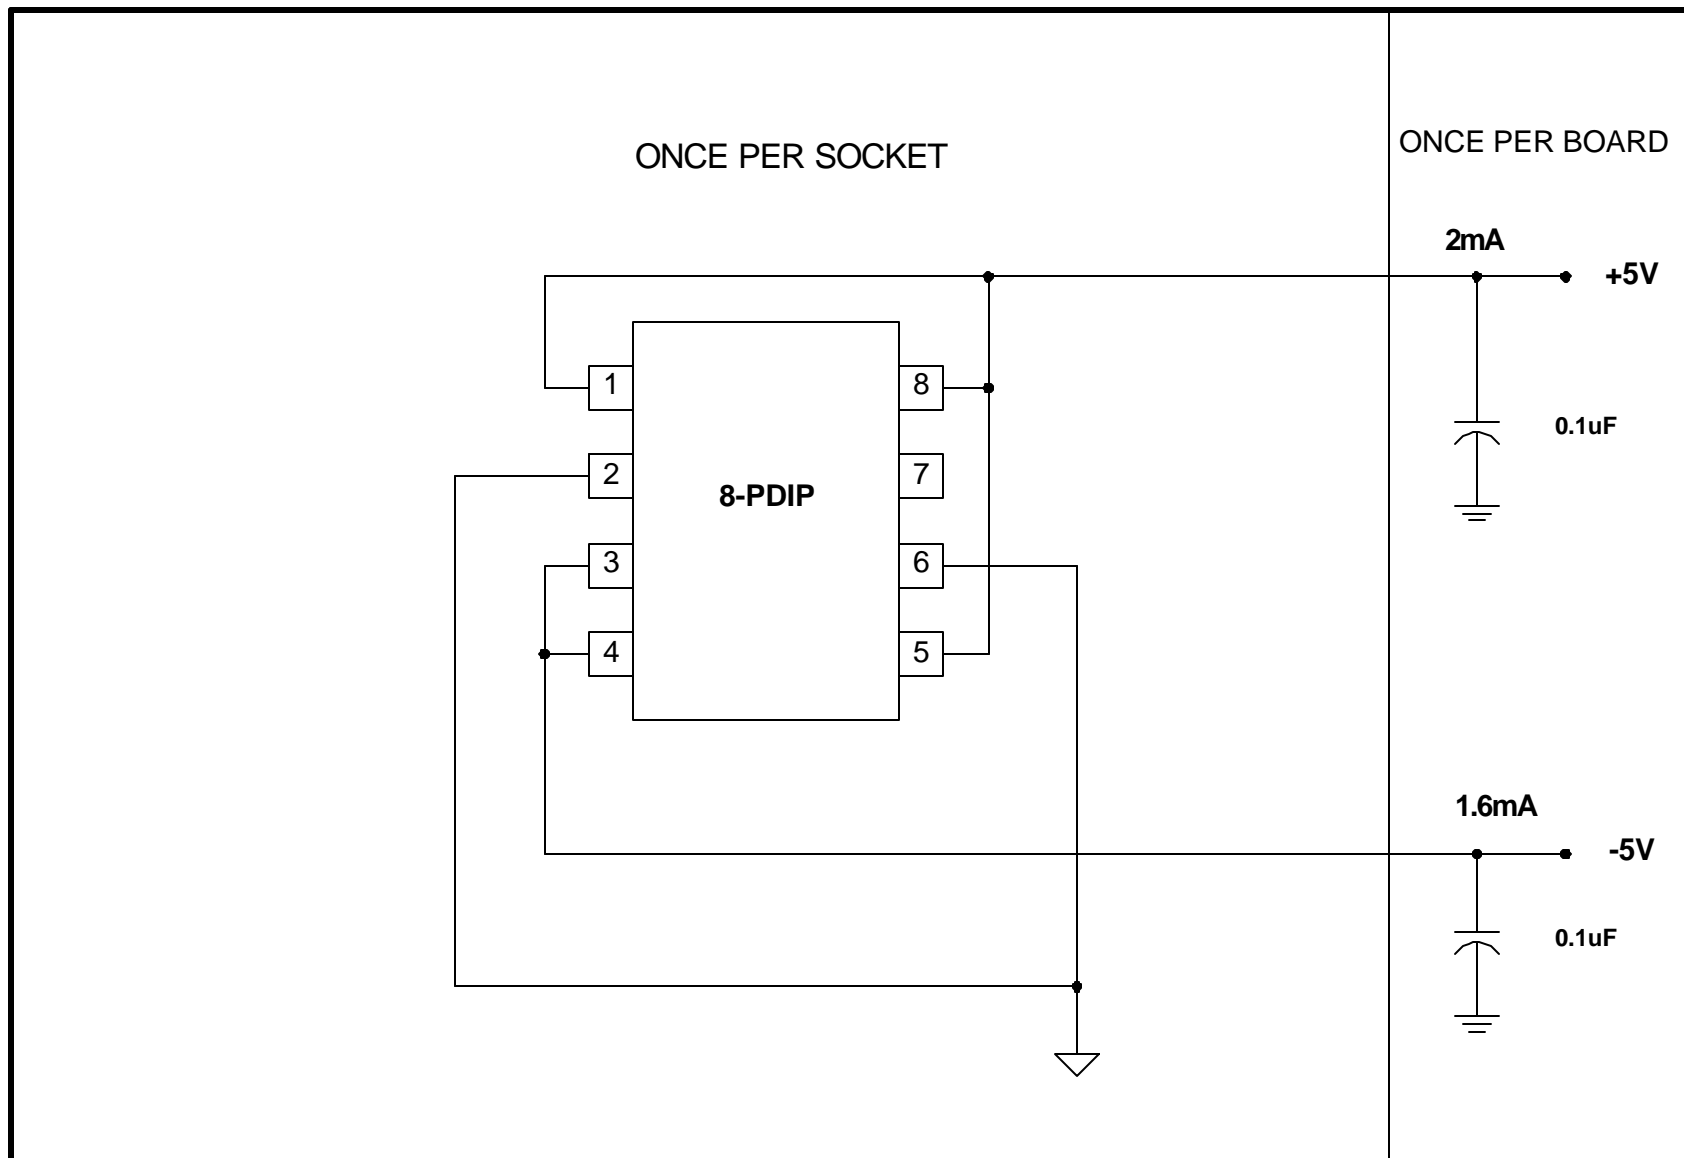 ONCE PER SOCKET
ONCE PER BOARD
2mA
+5V
1 8
0.1uF
2 7
8-PDIP
3 6
4 5
1.6mA
-5V
0.1uF